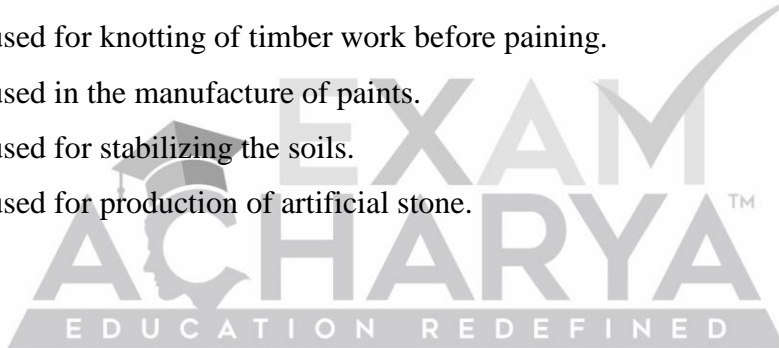 used for knotting of timber work before paining.
used in the manufacture of paints.
used for stabilizing the soils.
used for production of artificial stone.
EXAM
ACHARYA TM
EDUCATION REDEFINED